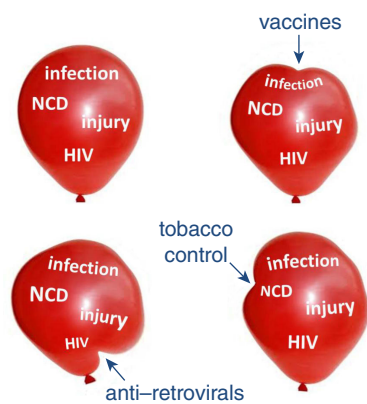 vaccines
infection
NCD
injury
HIV
infection
NCD
injury
HIV
tobacco
control
infection
NCD
injury
HIV
anti–retrovirals
infection
NCD
injury
HIV